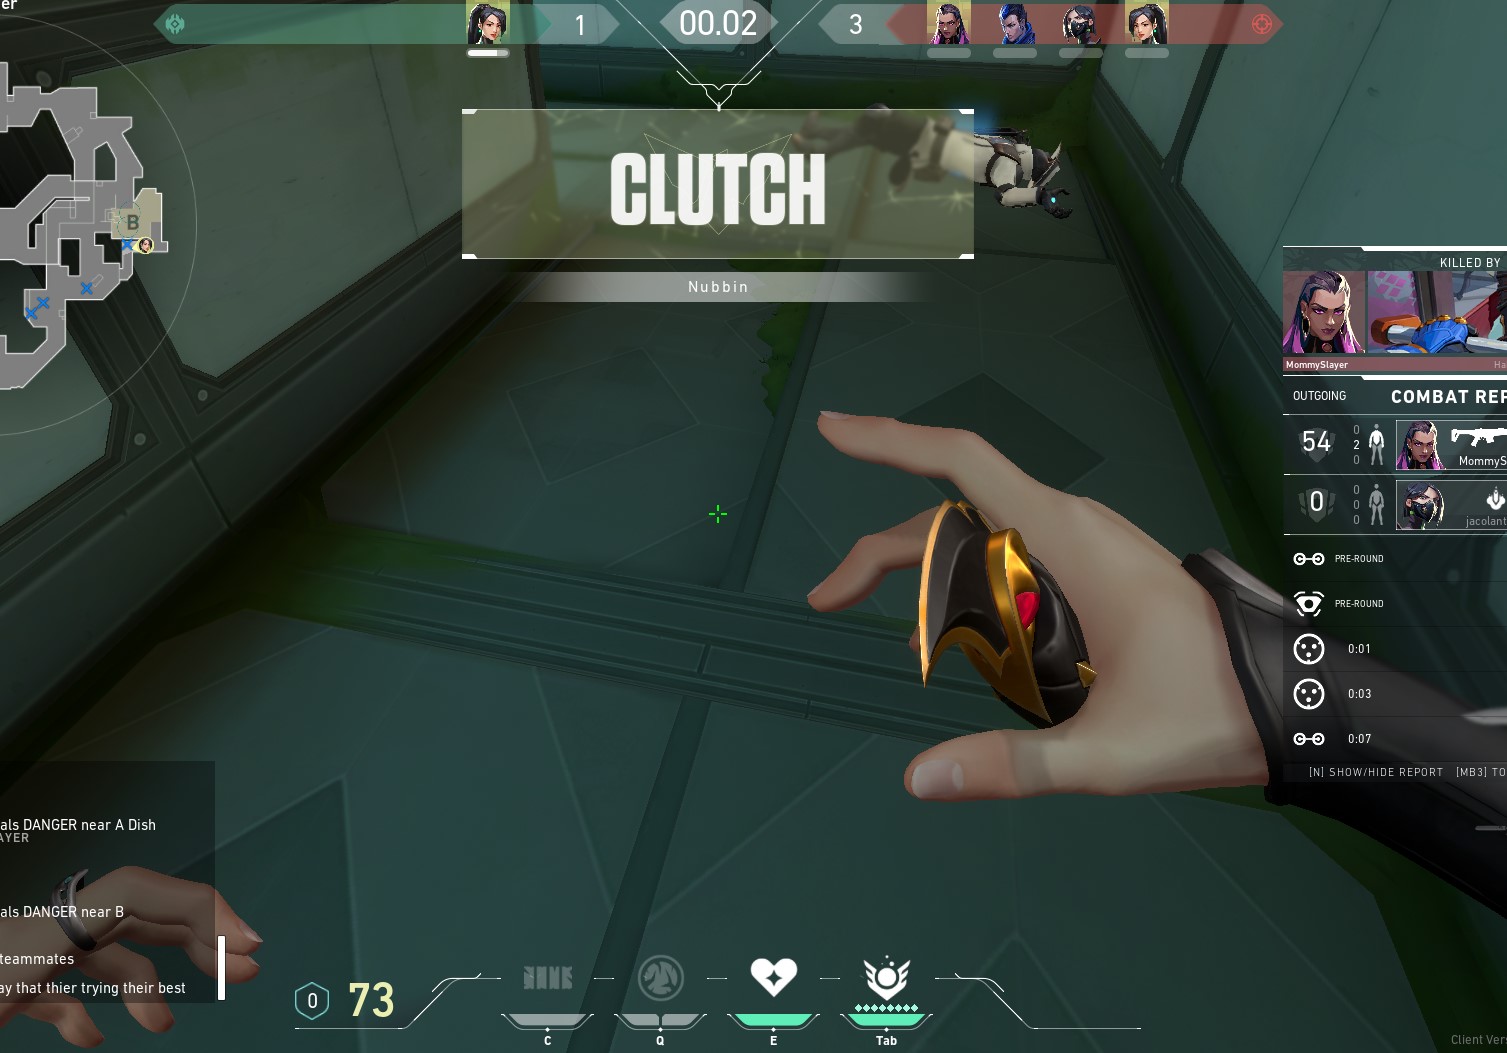 er
1
00.02
3
CLUTCH
Nubbin
B
KILLED BY
MommySlayer
Ha
OUTGOING
COMBAT REP
54
0
2
0
MommyS
0
0
0
0
jacolant
PRE-ROUND
PRE-ROUND
0:01
0:03
0:07
[N] SHOW/HIDE REPORT [MB3] TO
als DANGER near A Dish
AYER
als DANGER near B
teammates
ay that thier trying their best
0
73
C
Q
E
Tab
Client Vers